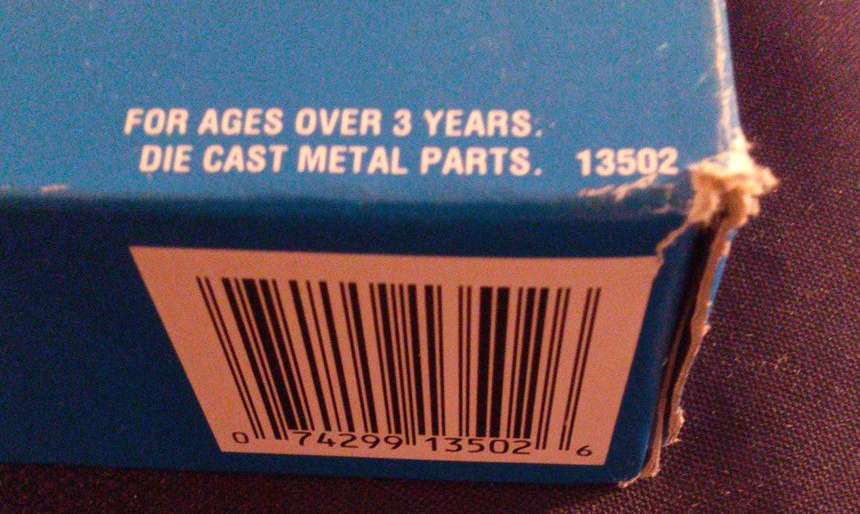 FOR AGES OVER 3 YEARS.
DIE CAST METAL PARTS. 13502
0 74299 13502 6